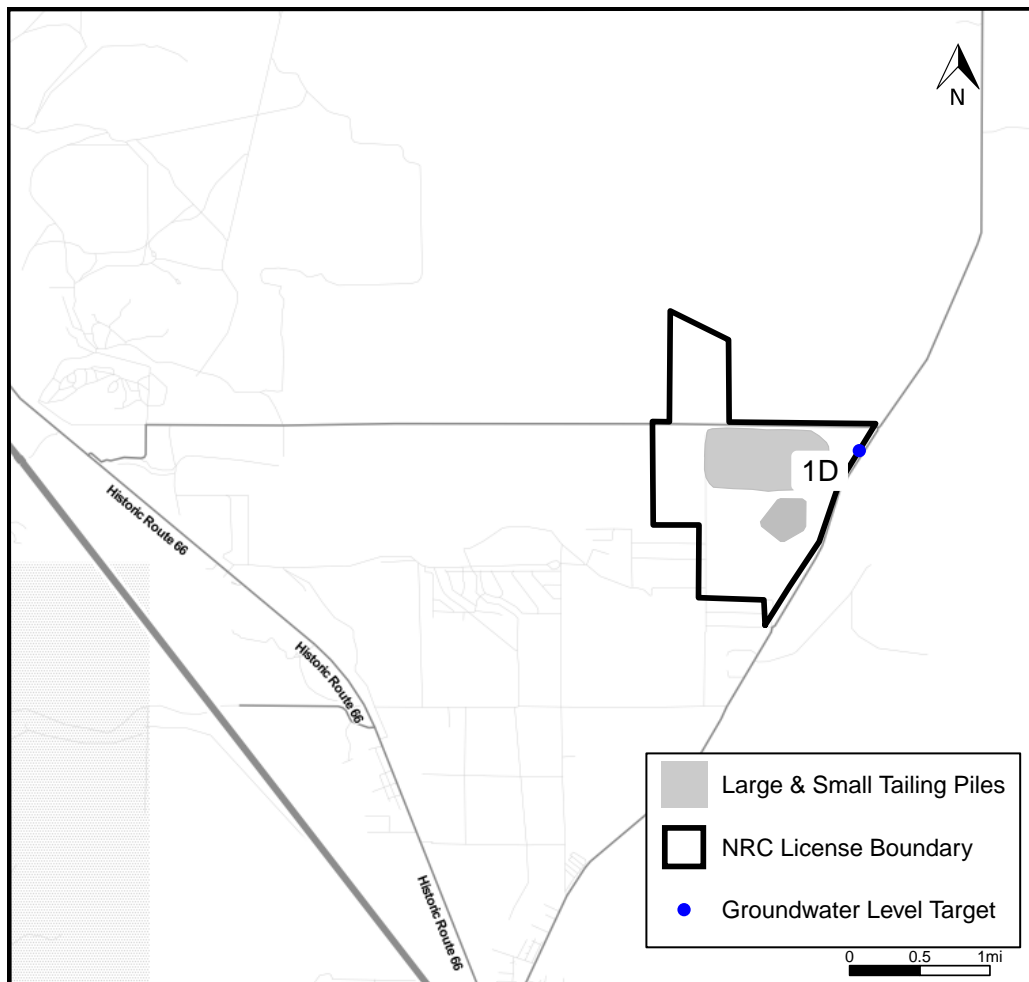 N
1D
Historic Route 66
Historic Route 66
Historic Route 66
Large & Small Tailing Piles
NRC License Boundary
Groundwater Level Target
0 0.5 1mi